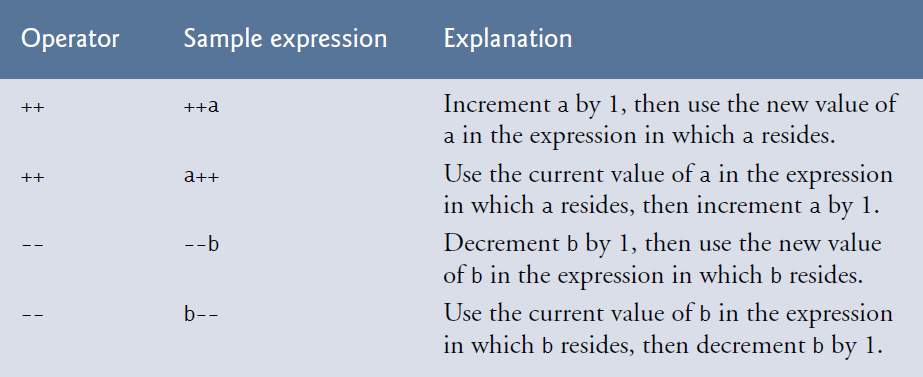 Operator Sample expression Explanation
++ ++a Increment a by 1, then use the new value of
a in the expression in which a resides.
++ a++ Use the current value of a in the expression
in which a resides, then increment a by 1.
-- --b Decrement b by 1, then use the new value
of b in the expression in which b resides.
-- b-- Use the current value of b in the expression
in which b resides, then decrement b by 1.